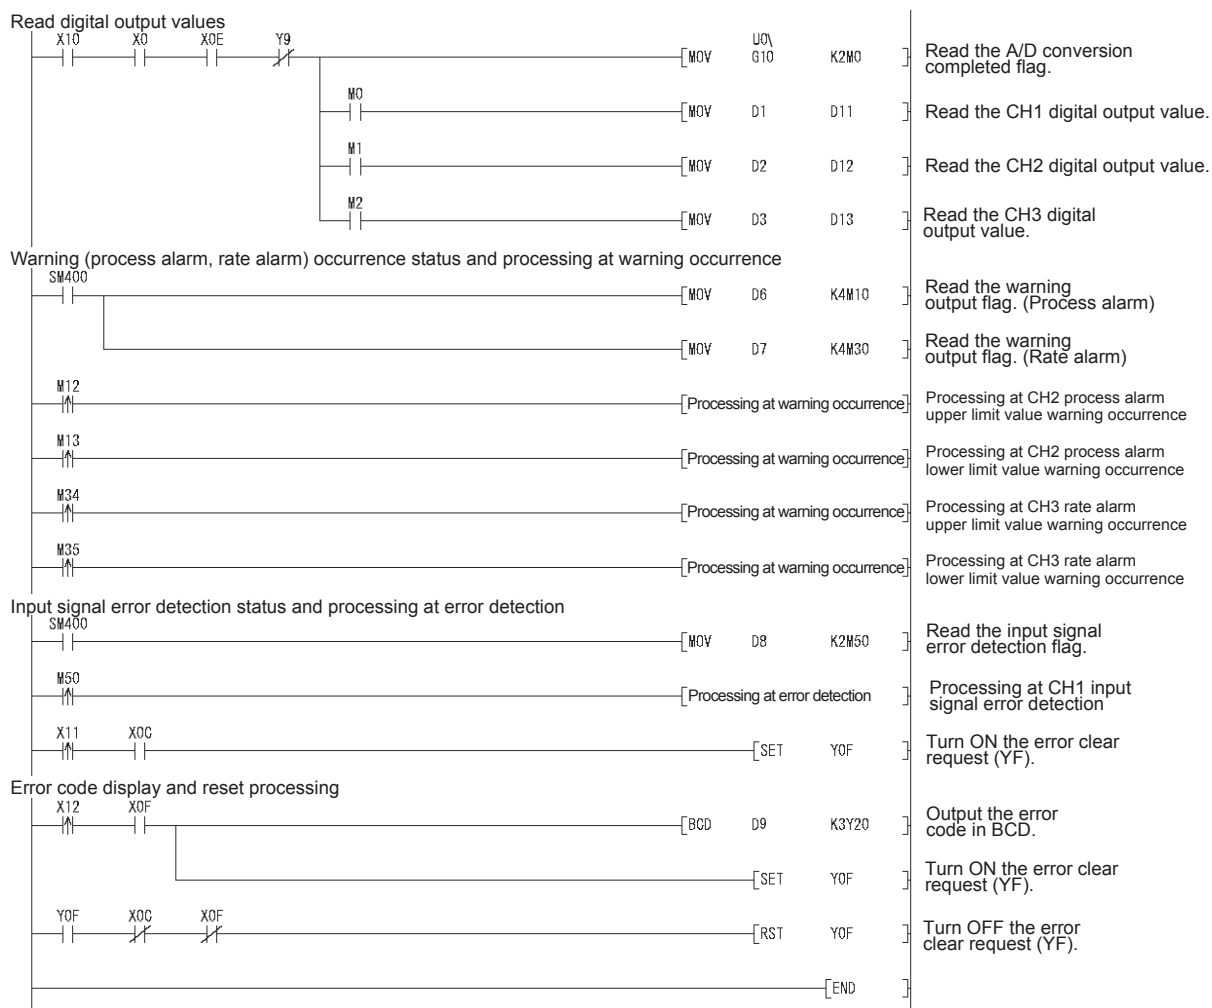 Read digital output values
X10 X0 X0E Y9
MOV U0\ G10 K2M0
Read the A/D conversion
completed flag.
M0
MOV D1 D11
Read the CH1 digital output value.
M1
MOV D2 D12
Read the CH2 digital output value.
M2
MOV D3 D13
Read the CH3 digital
output value.
Warning (process alarm, rate alarm) occurrence status and processing at warning occurrence
SM400
MOV D6 K4M10
Read the warning
output flag. (Process alarm)
MOV D7 K4M30
Read the warning
output flag. (Rate alarm)
M12
Processing at warning occurrence
Processing at CH2 process alarm
upper limit value warning occurrence
M13
Processing at warning occurrence
Processing at CH2 process alarm
lower limit value warning occurrence
M34
Processing at warning occurrence
Processing at CH3 rate alarm
upper limit value warning occurrence
M35
Processing at warning occurrence
Processing at CH3 rate alarm
lower limit value warning occurrence
Input signal error detection status and processing at error detection
SM400
MOV D8 K2M50
Read the input signal
error detection flag.
M50
Processing at error detection
Processing at CH1 input
signal error detection
X11 X0C
SET Y0F
Turn ON the error clear
request (YF).
Error code display and reset processing
X12 X0F
BCD D9 K3Y20
Output the error
code in BCD.
SET Y0F
Turn ON the error clear
request (YF).
Y0F X0C X0F
RST Y0F
Turn OFF the error
clear request (YF).
END